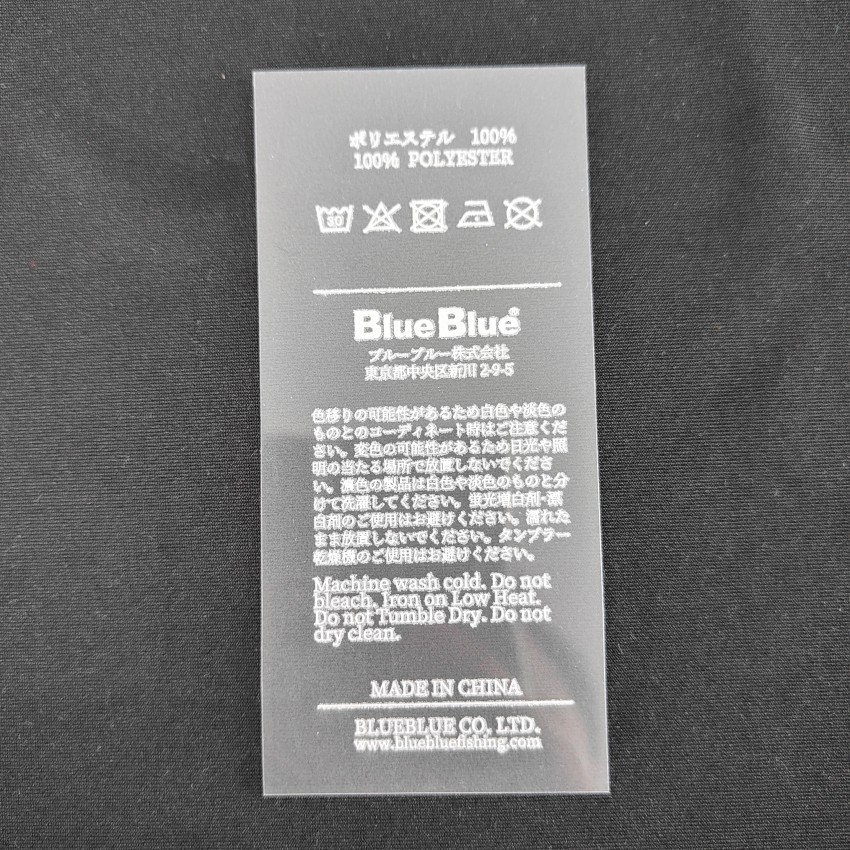 ポリエステル 100%
100% POLYESTER
30
BlueBlue®
ブルーブルー株式会社
東京都中央区新川 2-9-5
色移りの可能性があるため白色や淡色の
ものとのコーディネート時はご注意くだ
さい。変色の可能性があるため日光や照
明の当たる場所で放置しないでくださ
い。濃色の製品は白色や淡色のものと分
けて洗濯してください。蛍光増白剤・漂
白剤のご使用はお避けください。濡れた
まま放置しないでください。タンブラー
乾燥機のご使用はお避けください。
Machine wash cold. Do not
bleach. Iron on Low Heat.
Do not Tumble Dry. Do not
dry clean.
MADE IN CHINA
BLUEBLUE CO, LTD.
www.bluebluefishing.com